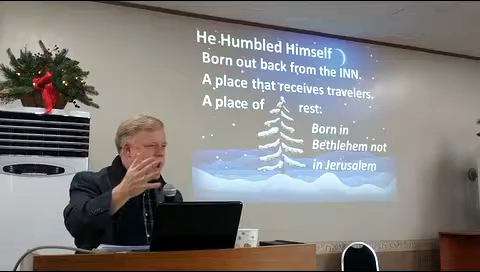 He Humbled Himself
Born out back from the INN.
A place that receives travelers.
A place of rest.
Born in
Bethlehem not
in Jerusalem